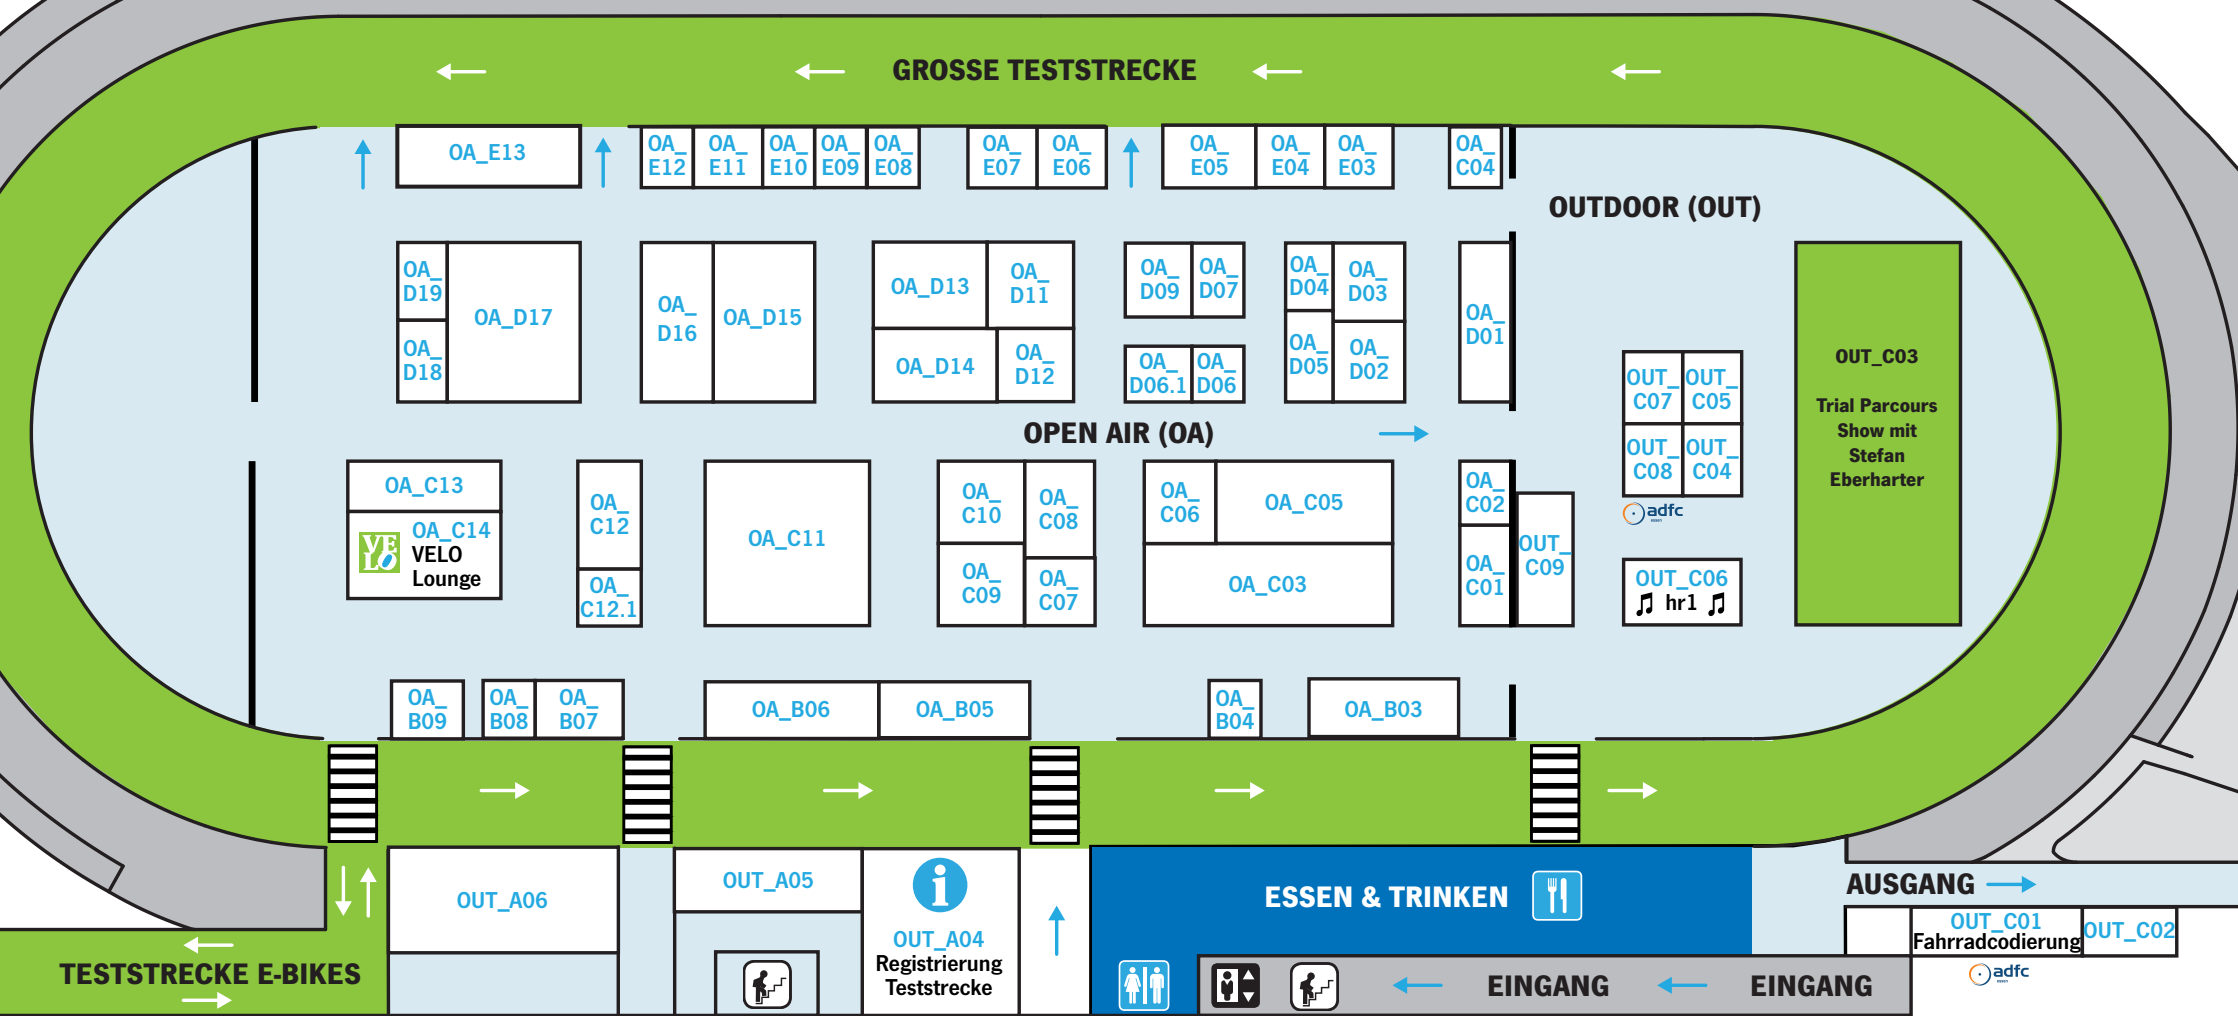 GROSSE TESTSTRECKE
OA_E13
OA_
E12
OA_
E11
OA_
E10
OA_
E09
OA_
E08
OA_
E07
OA_
E06
OA_
E05
OA_
E04
OA_
E03
OA_
C04
OUTDOOR (OUT)
OA_
D19
OA_
D18
OA_D17
OA_
D16
OA_D15
OA_D13
OA_
D11
OA_D14
OA_
D12
OA_
D09
OA_
D07
OA_
D06.1
OA_
D06
OA_
D04
OA_
D03
OA_
D05
OA_
D02
OA_
D01
OUT_
C07
OUT_
C05
OUT_
C08
OUT_
C04
adfc
OUT_C03
Trial Parcours
Show mit
Stefan
Eberharter
OPEN AIR (OA)
OA_C13
VE
LO
OA_C14
VELO
Lounge
OA_
C12
OA_
C12.1
OA_C11
OA_
C10
OA_
C08
OA_
C09
OA_
C07
OA_
C06
OA_C05
OA_C03
OA_
C02
OA_
C01
OUT_
C09
OUT_C06
hr1
OA_
B09
OA_
B08
OA_
B07
OA_B06
OA_B05
OA_
B04
OA_B03
OUT_A06
OUT_A05
i
OUT_A04
Registrierung
Teststrecke
ESSEN & TRINKEN
AUSGANG
OUT_C01
Fahrradcodierung
OUT_C02
adfc
TESTSTRECKE E-BIKES
EINGANG
EINGANG